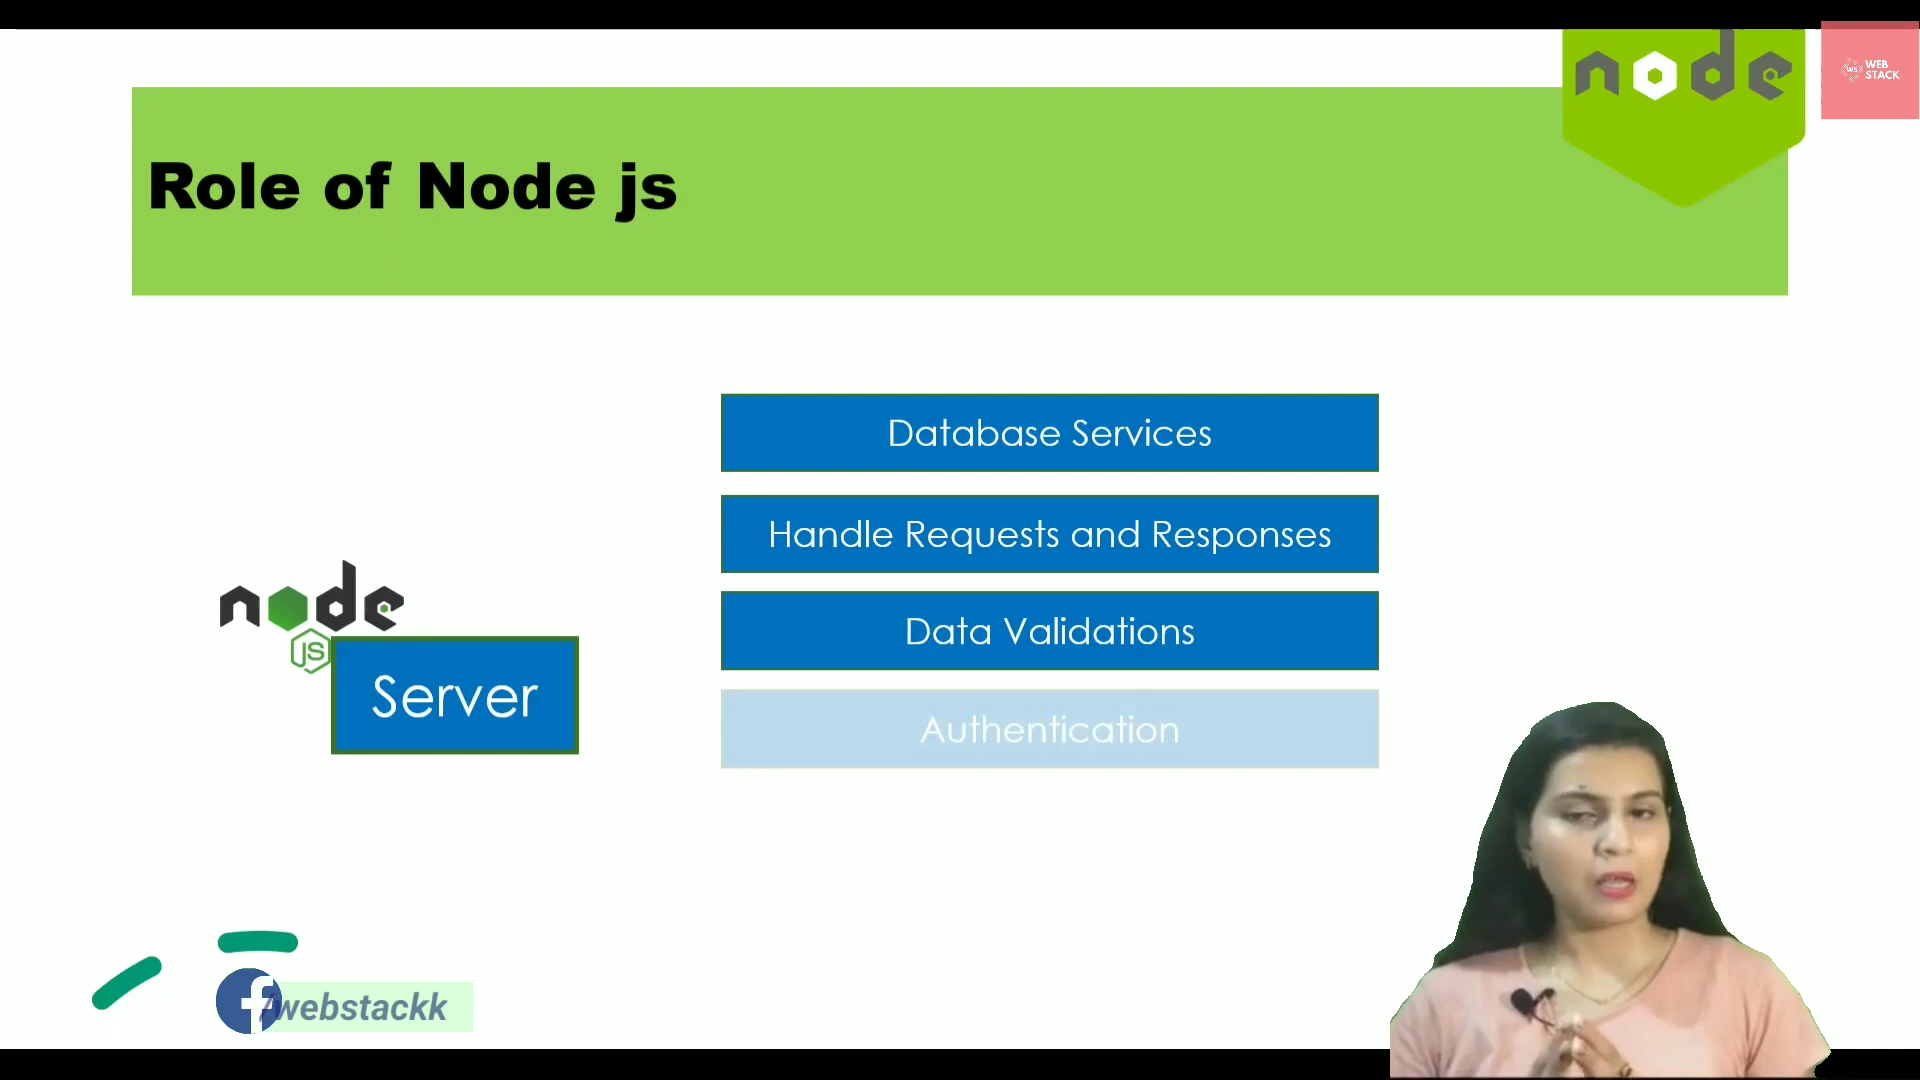 node
WS
WEB
STACK
Role of Node js
Database Services
Handle Requests and Responses
node
JS
Data Validations
Server
Authentication
f
/webstackk